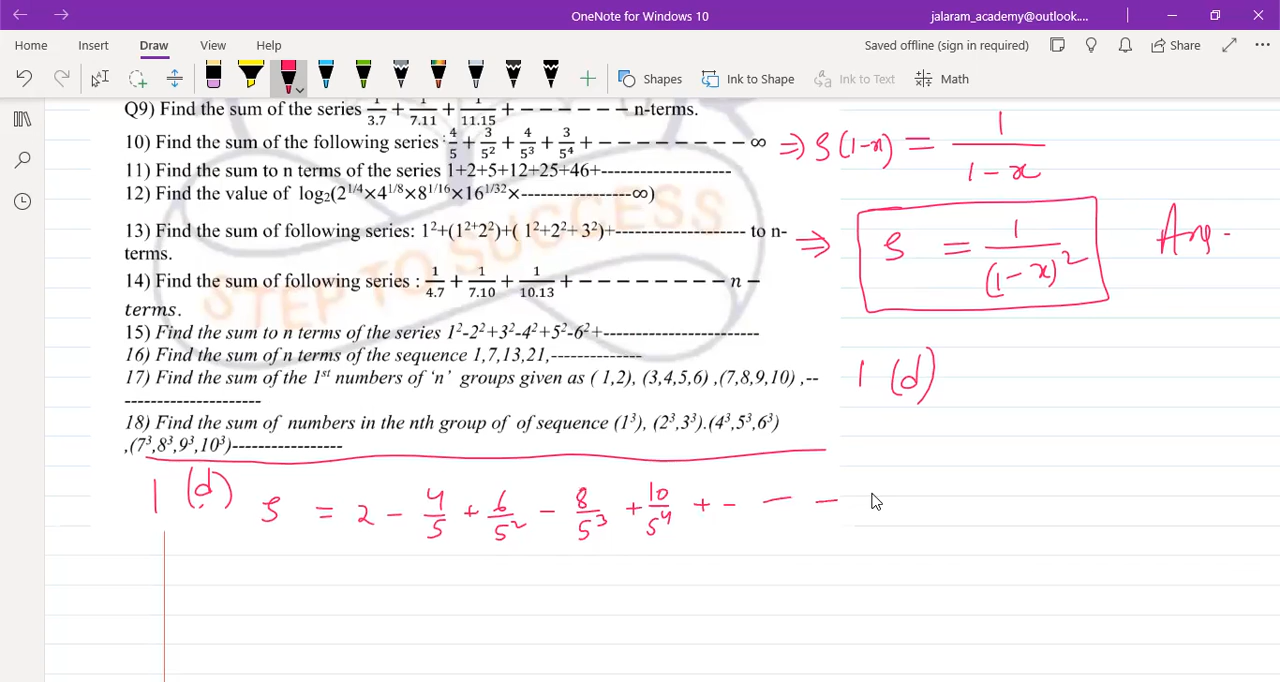 OneNote for Windows 10
jalaram_academy@outlook....
Home Insert Draw View Help
Saved offline (sign in required) Share
Shapes Ink to Shape Ink to Text Math
Q9) Find the sum of the series 1/3.7 + 1/7.11 + 1/11.15 + ------ n-terms.
10) Find the sum of the following series : 4/5 + 3/5² + 4/5³ + 3/5⁴ + -------- ∞
11) Find the sum to n terms of the series 1+2+5+12+25+46+--------------------
12) Find the value of log₂(2^1/4×4^1/8×8^1/16×16^1/32×-----------------∞)
13) Find the sum of following series: 1²+(1²+2²)+( 1²+2²+ 3²)+-------------------- to n-
terms.
14) Find the sum of following series : 1/4.7 + 1/7.10 + 1/10.13 + -------- n −
terms.
15) Find the sum to n terms of the series 1²-2²+3²-4²+5²-6²+------------------------
16) Find the sum of n terms of the sequence 1,7,13,21,--------------
17) Find the sum of the 1st numbers of ‘n’ groups given as ( 1,2), (3,4,5,6) ,(7,8,9,10) ,--
---------------------
18) Find the sum of numbers in the nth group of of sequence (1³), (2³,3³).(4³,5³,6³)
,(7³,8³,9³,10³)-----------------
⇒ S(1-x) = 1/(1-x)
⇒ S = 1/(1-x)² Ans.
1 (d)
1 (d) S = 2 - 4/5 + 6/5² - 8/5³ + 10/5⁴ + - - -
STEP TO SUCCESS